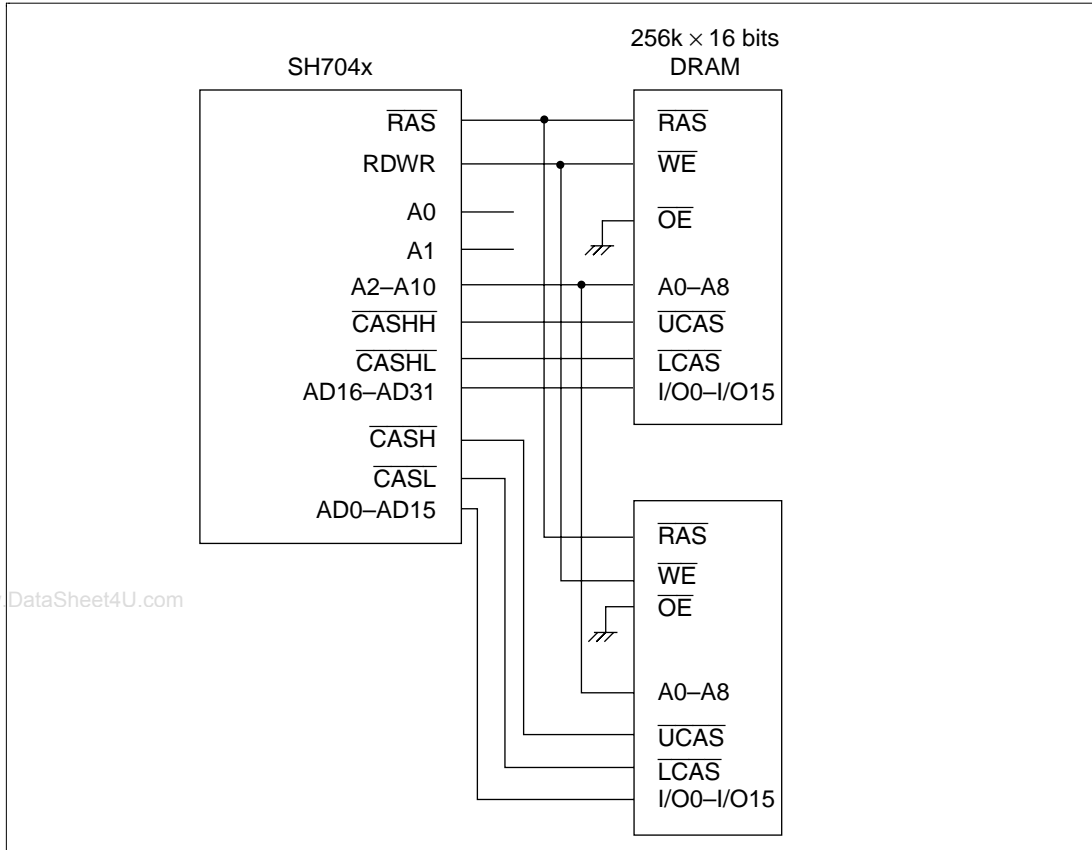 256k × 16 bits
SH704x
DRAM
RAS
RDWR
A0
A1
A2–A10
CASHH
CASHL
AD16–AD31
CASH
CASL
AD0–AD15
RAS
WE
OE
A0–A8
UCAS
LCAS
I/O0–I/O15
RAS
WE
OE
A0–A8
UCAS
LCAS
I/O0–I/O15
.DataSheet4U.com